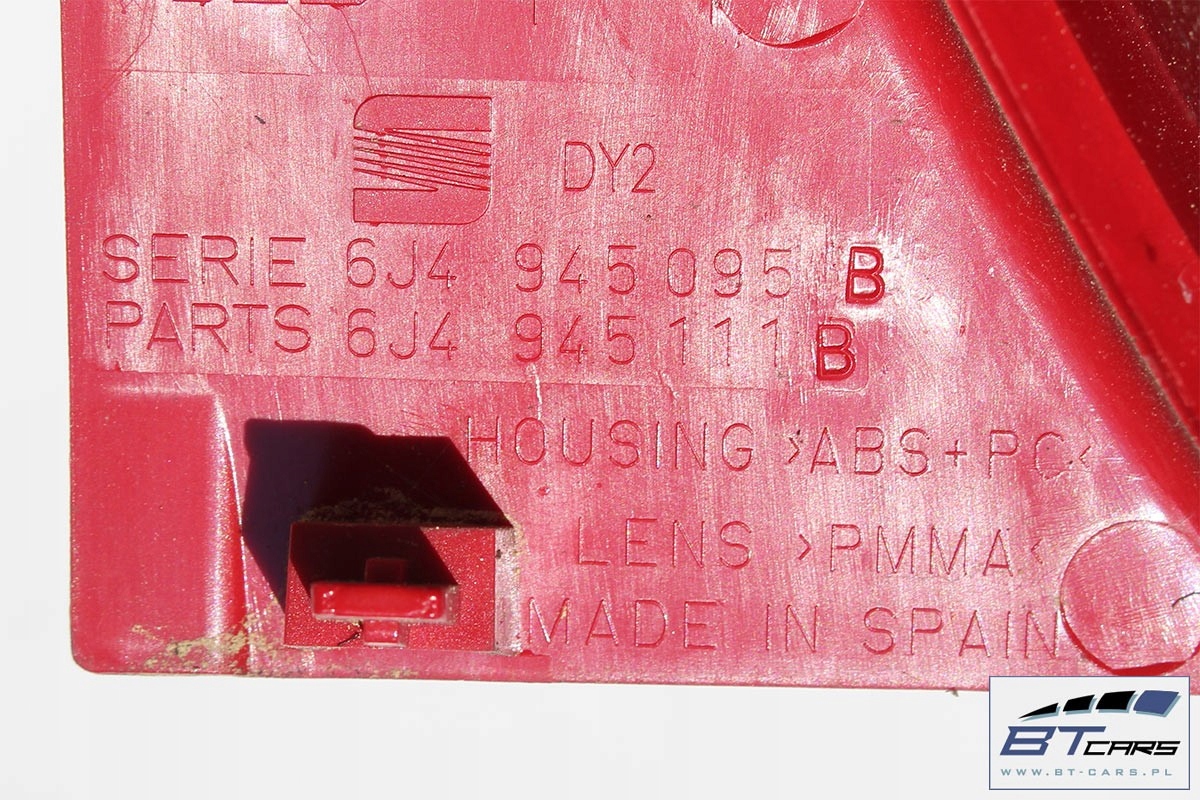 DY2
SERIE 6J4 945 095 B
PARTS 6J4 945 111 B
HOUSING >ABS+PC<
LENS >PMMA<
MADE IN SPAIN
BT CARS
WWW.BT-CARS.PL